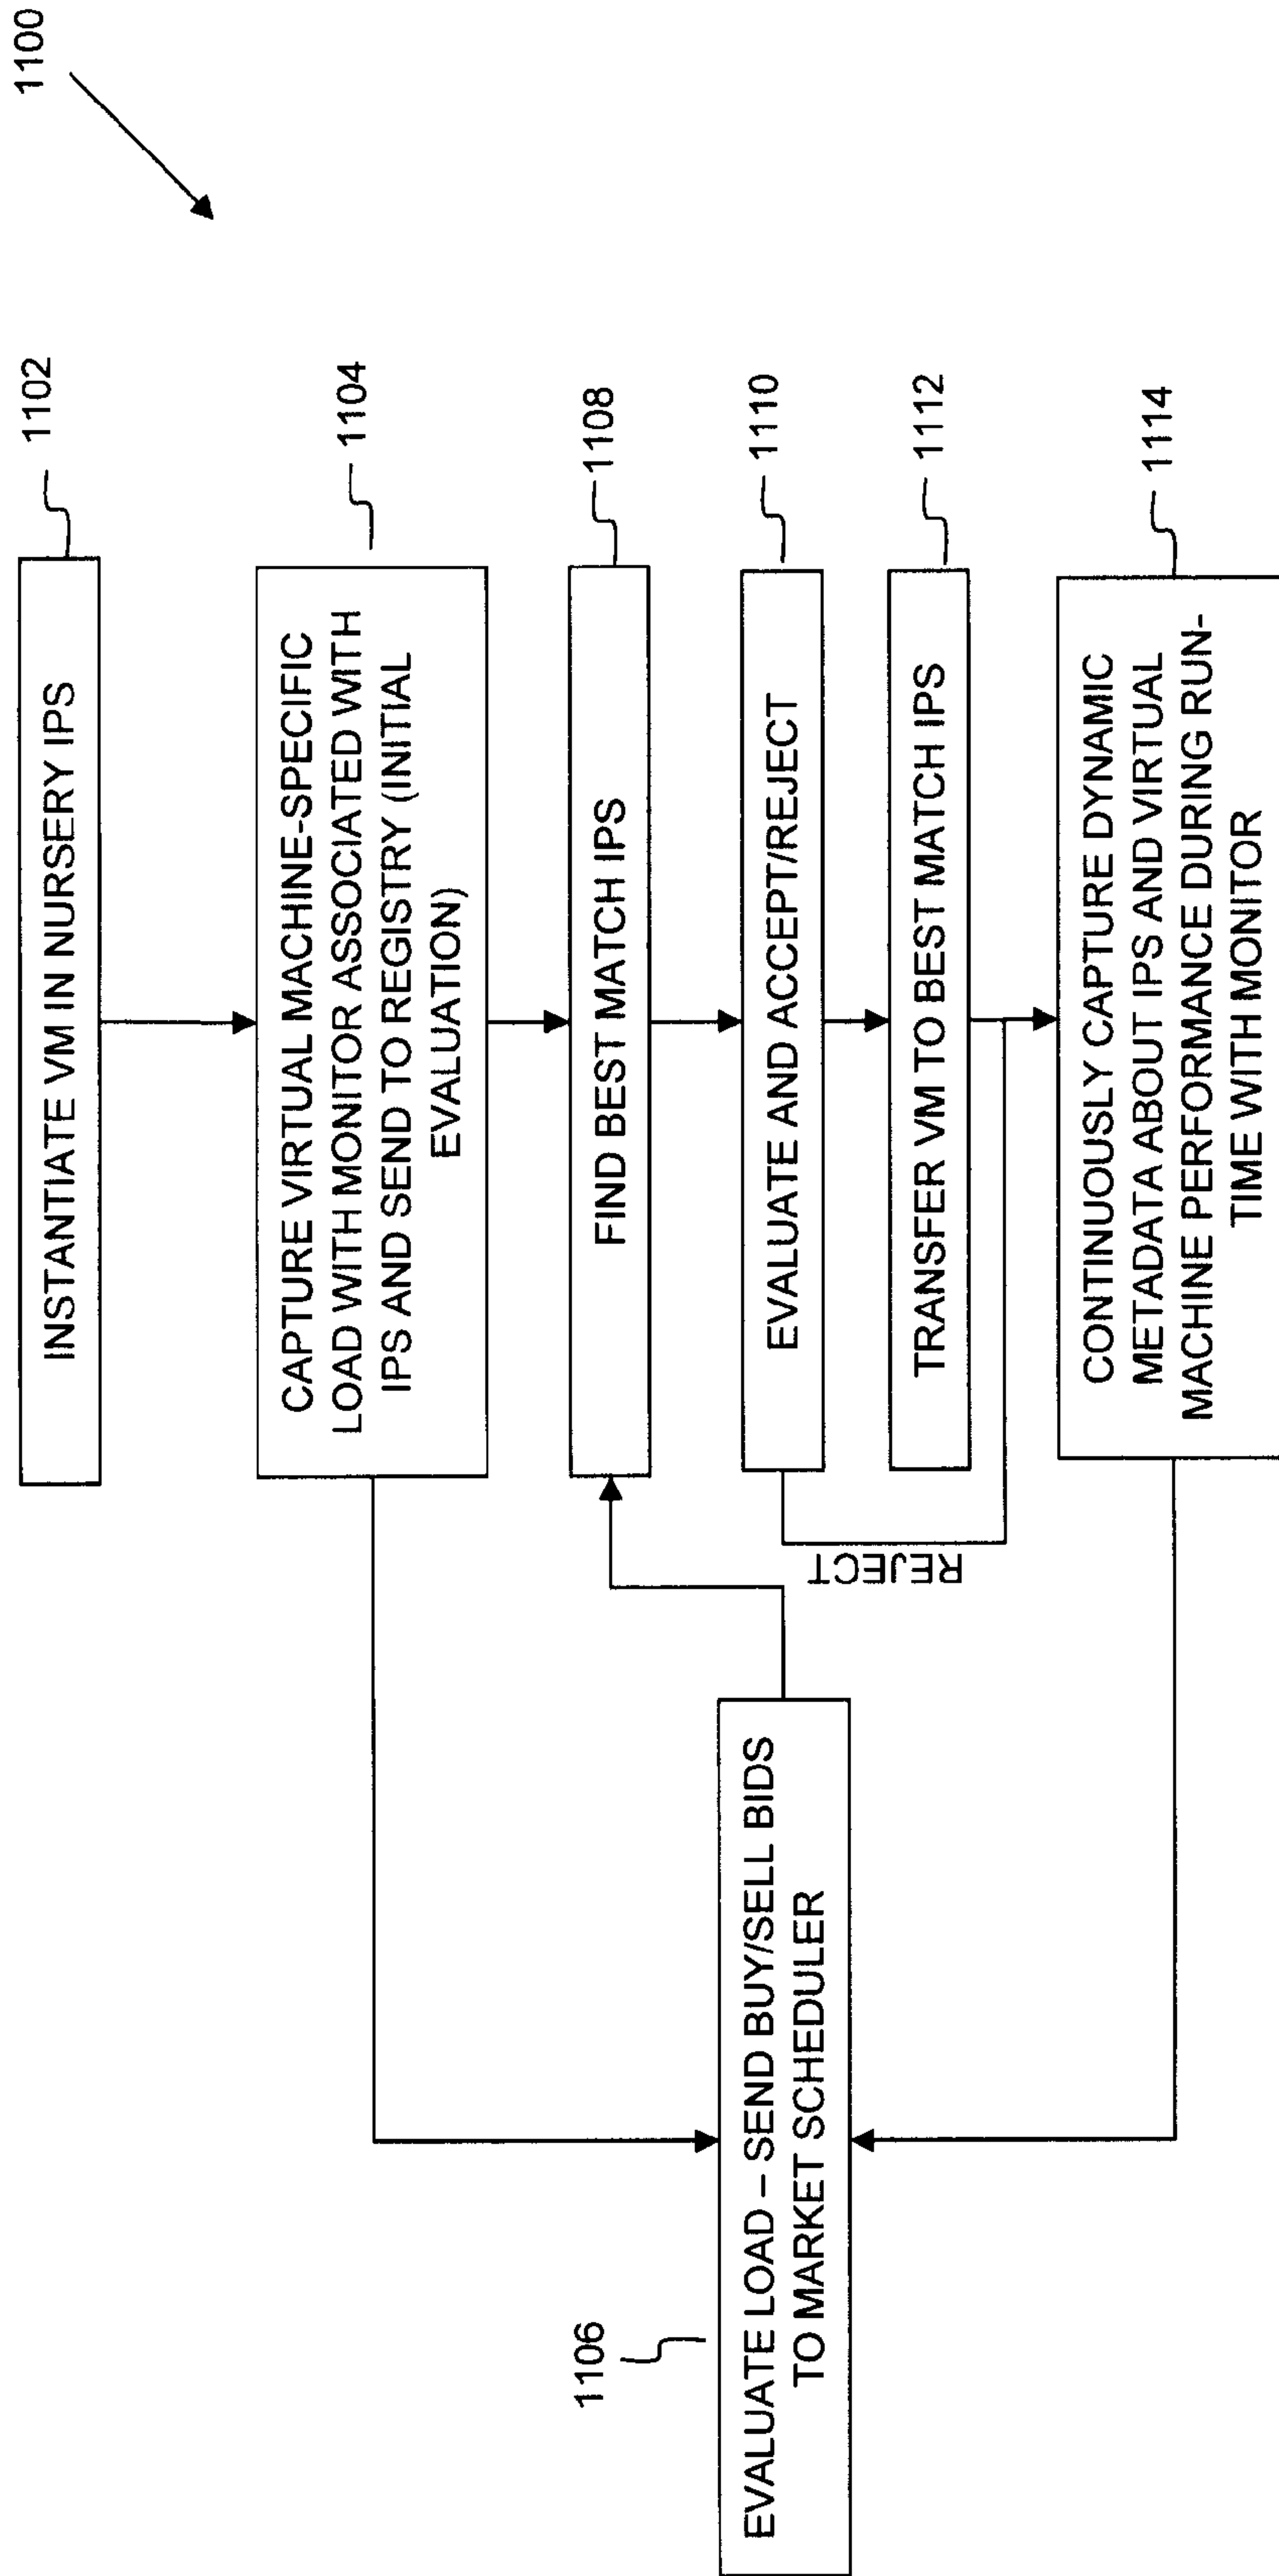 1100
INSTANTIATE VM IN NURSERY IPS
1102
CAPTURE VIRTUAL MACHINE-SPECIFIC
LOAD WITH MONITOR ASSOCIATED WITH
IPS AND SEND TO REGISTRY (INITIAL
EVALUATION)
1104
1106
EVALUATE LOAD – SEND BUY/SELL BIDS
TO MARKET SCHEDULER
FIND BEST MATCH IPS
1108
EVALUATE AND ACCEPT/REJECT
1110
REJECT
TRANSFER VM TO BEST MATCH IPS
1112
CONTINUOUSLY CAPTURE DYNAMIC
METADATA ABOUT IPS AND VIRTUAL
MACHINE PERFORMANCE DURING RUN-
TIME WITH MONITOR
1114